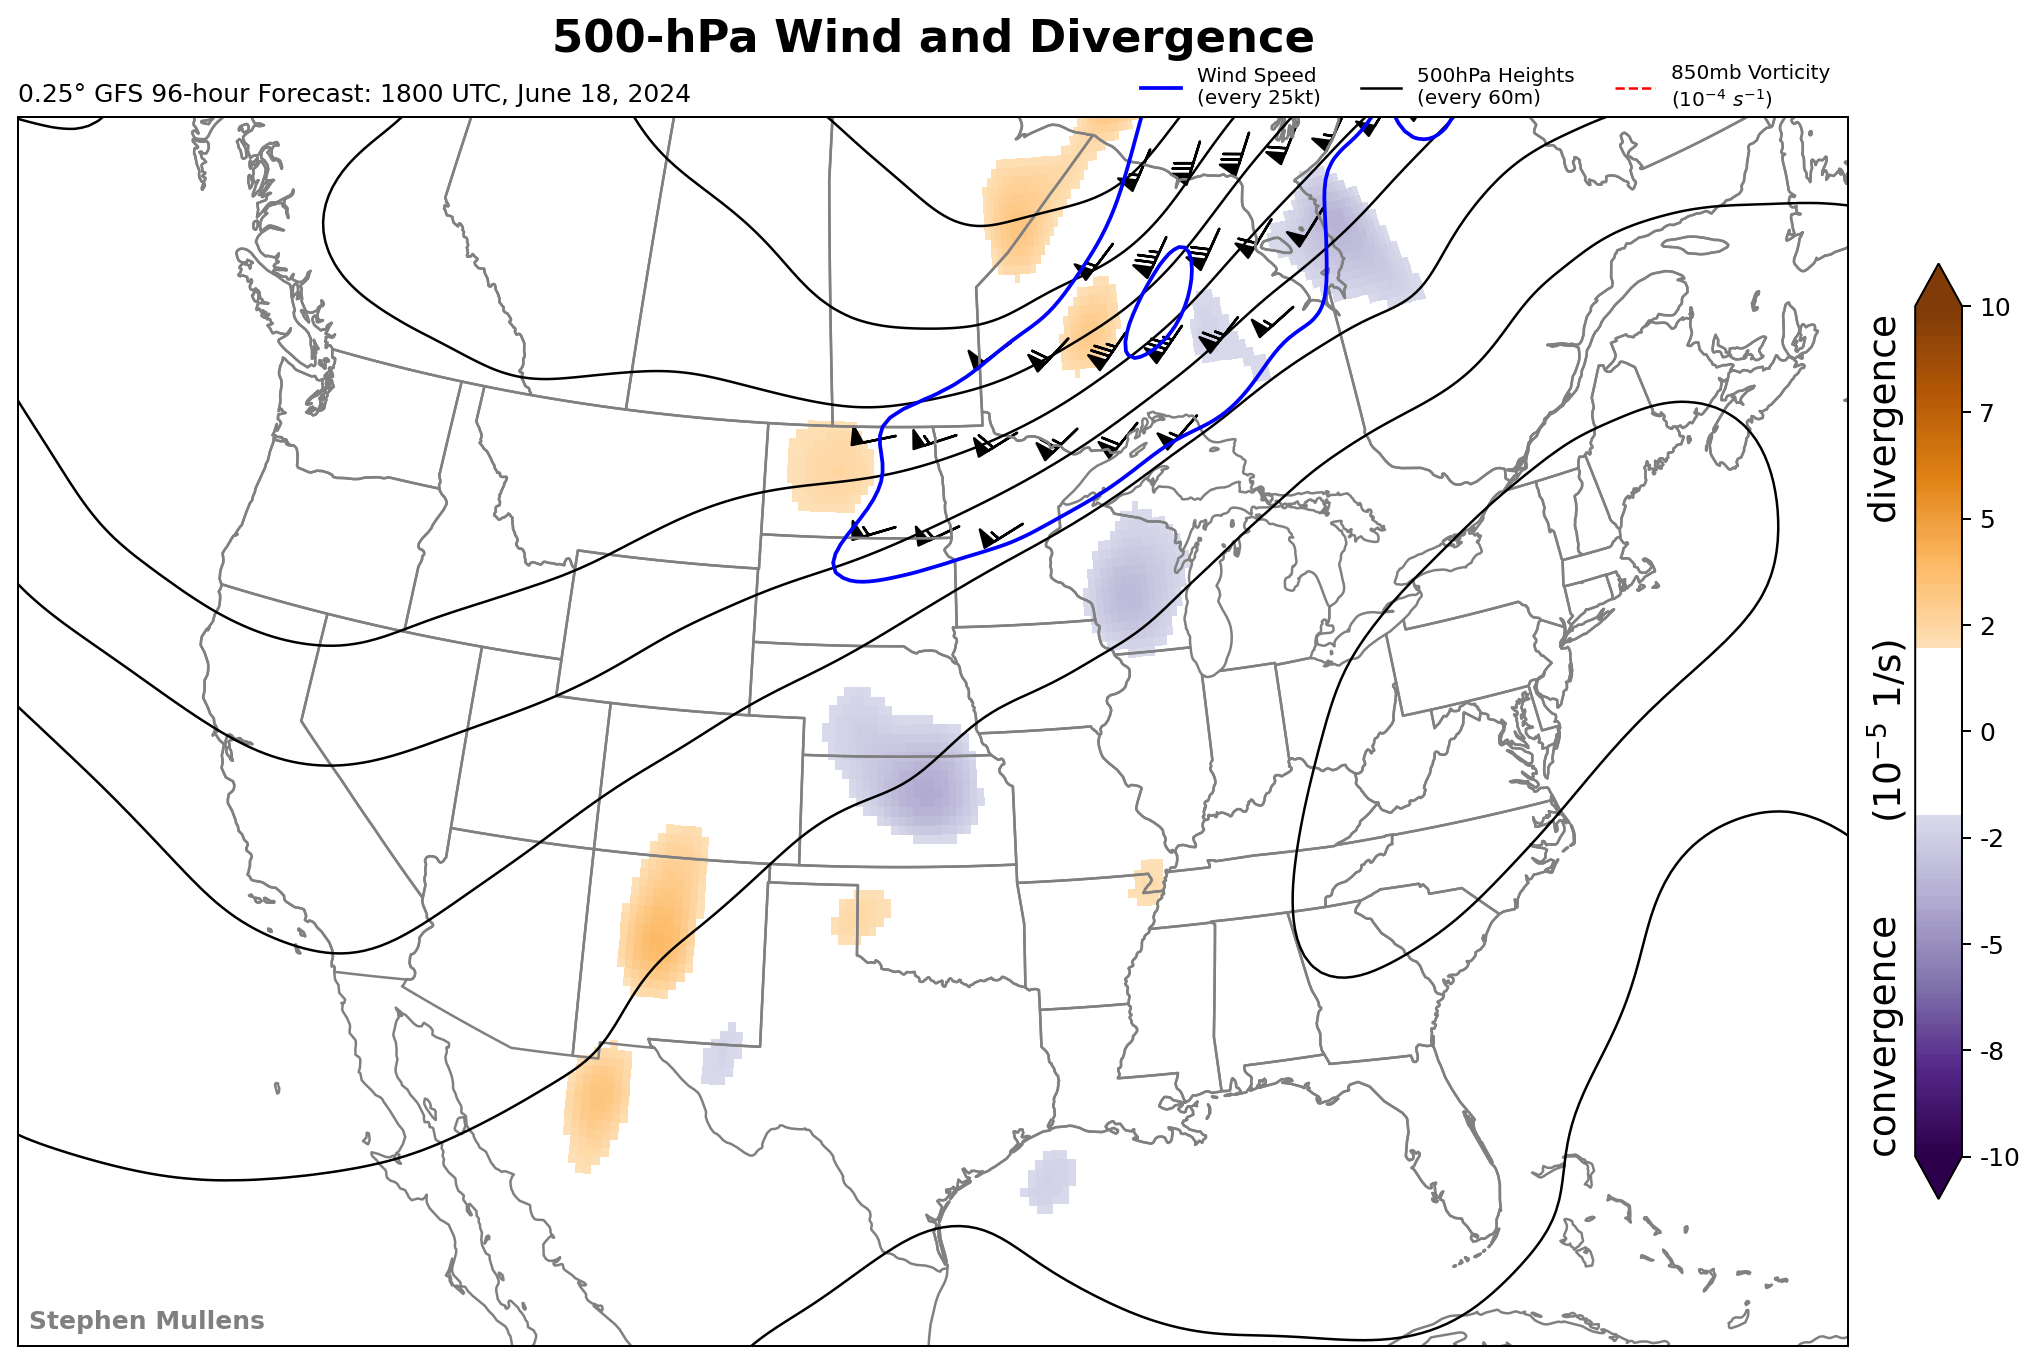 500-hPa Wind and Divergence
0.25° GFS 96-hour Forecast: 1800 UTC, June 18, 2024
Wind Speed
(every 25kt)
500hPa Heights
(every 60m)
850mb Vorticity
(10⁻⁴ s⁻¹)
10
7
5
2
0
-2
-5
-8
-10
convergence (10⁻⁵ 1/s) divergence
Stephen Mullens